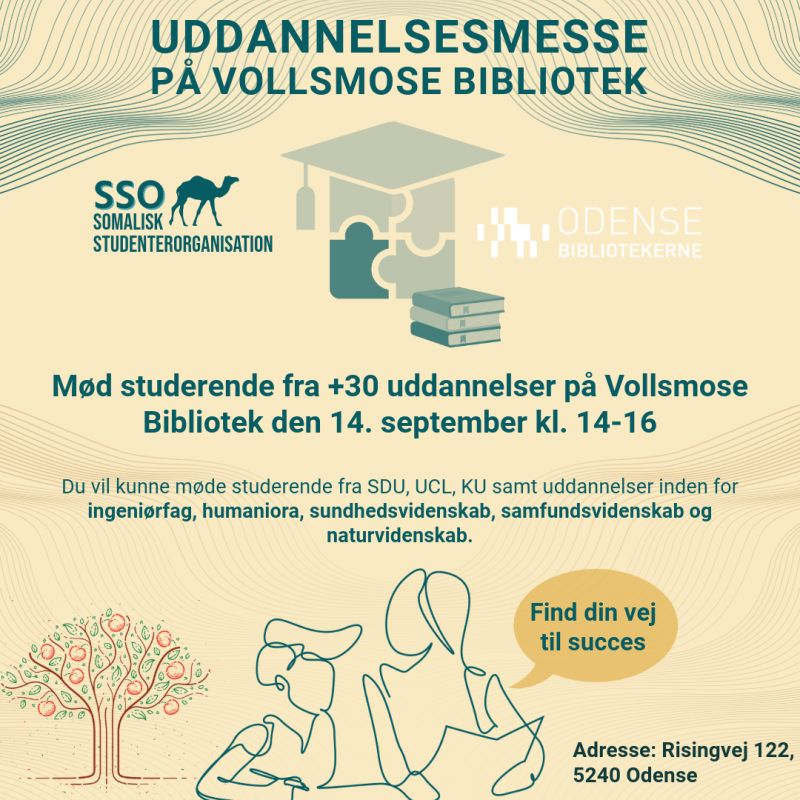 UDDANNELSESMESSE
PÅ VOLLSMOSE BIBLIOTEK
SSO
SOMALISK
STUDENTERORGANISATION
ODENSE
BIBLIOTEKERNE
Mød studerende fra +30 uddannelser på Vollsmose
Bibliotek den 14. september kl. 14-16
Du vil kunne møde studerende fra SDU, UCL, KU samt uddannelser inden for
ingeniørfag, humaniora, sundhedsvidenskab, samfundsvidenskab og
naturvidenskab.
Find din vej
til succes
Adresse: Risingvej 122,
5240 Odense